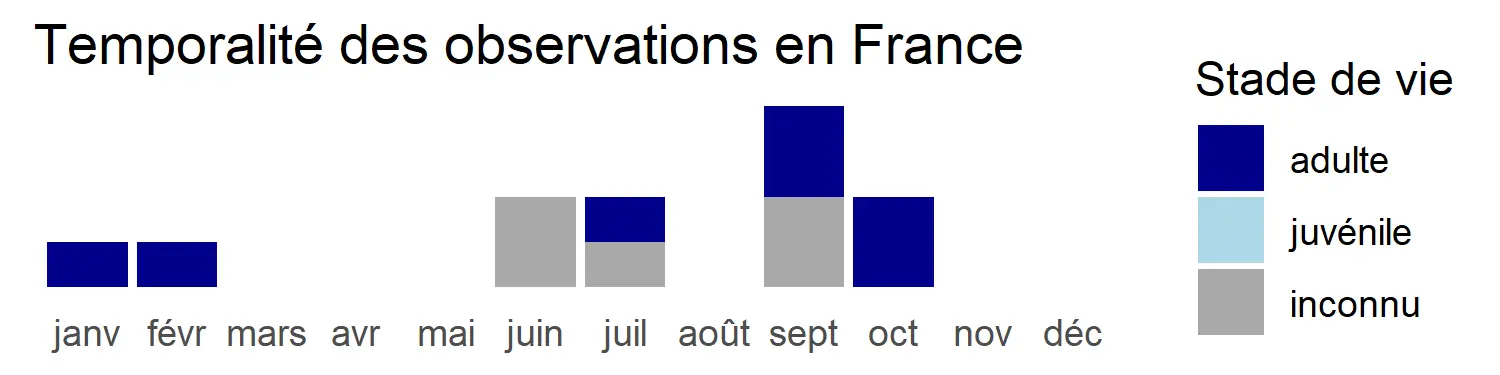 Temporalité des observations en France
Stade de vie
adulte
juvénile
inconnu
janv févr mars avr mai juin juil août sept oct nov déc